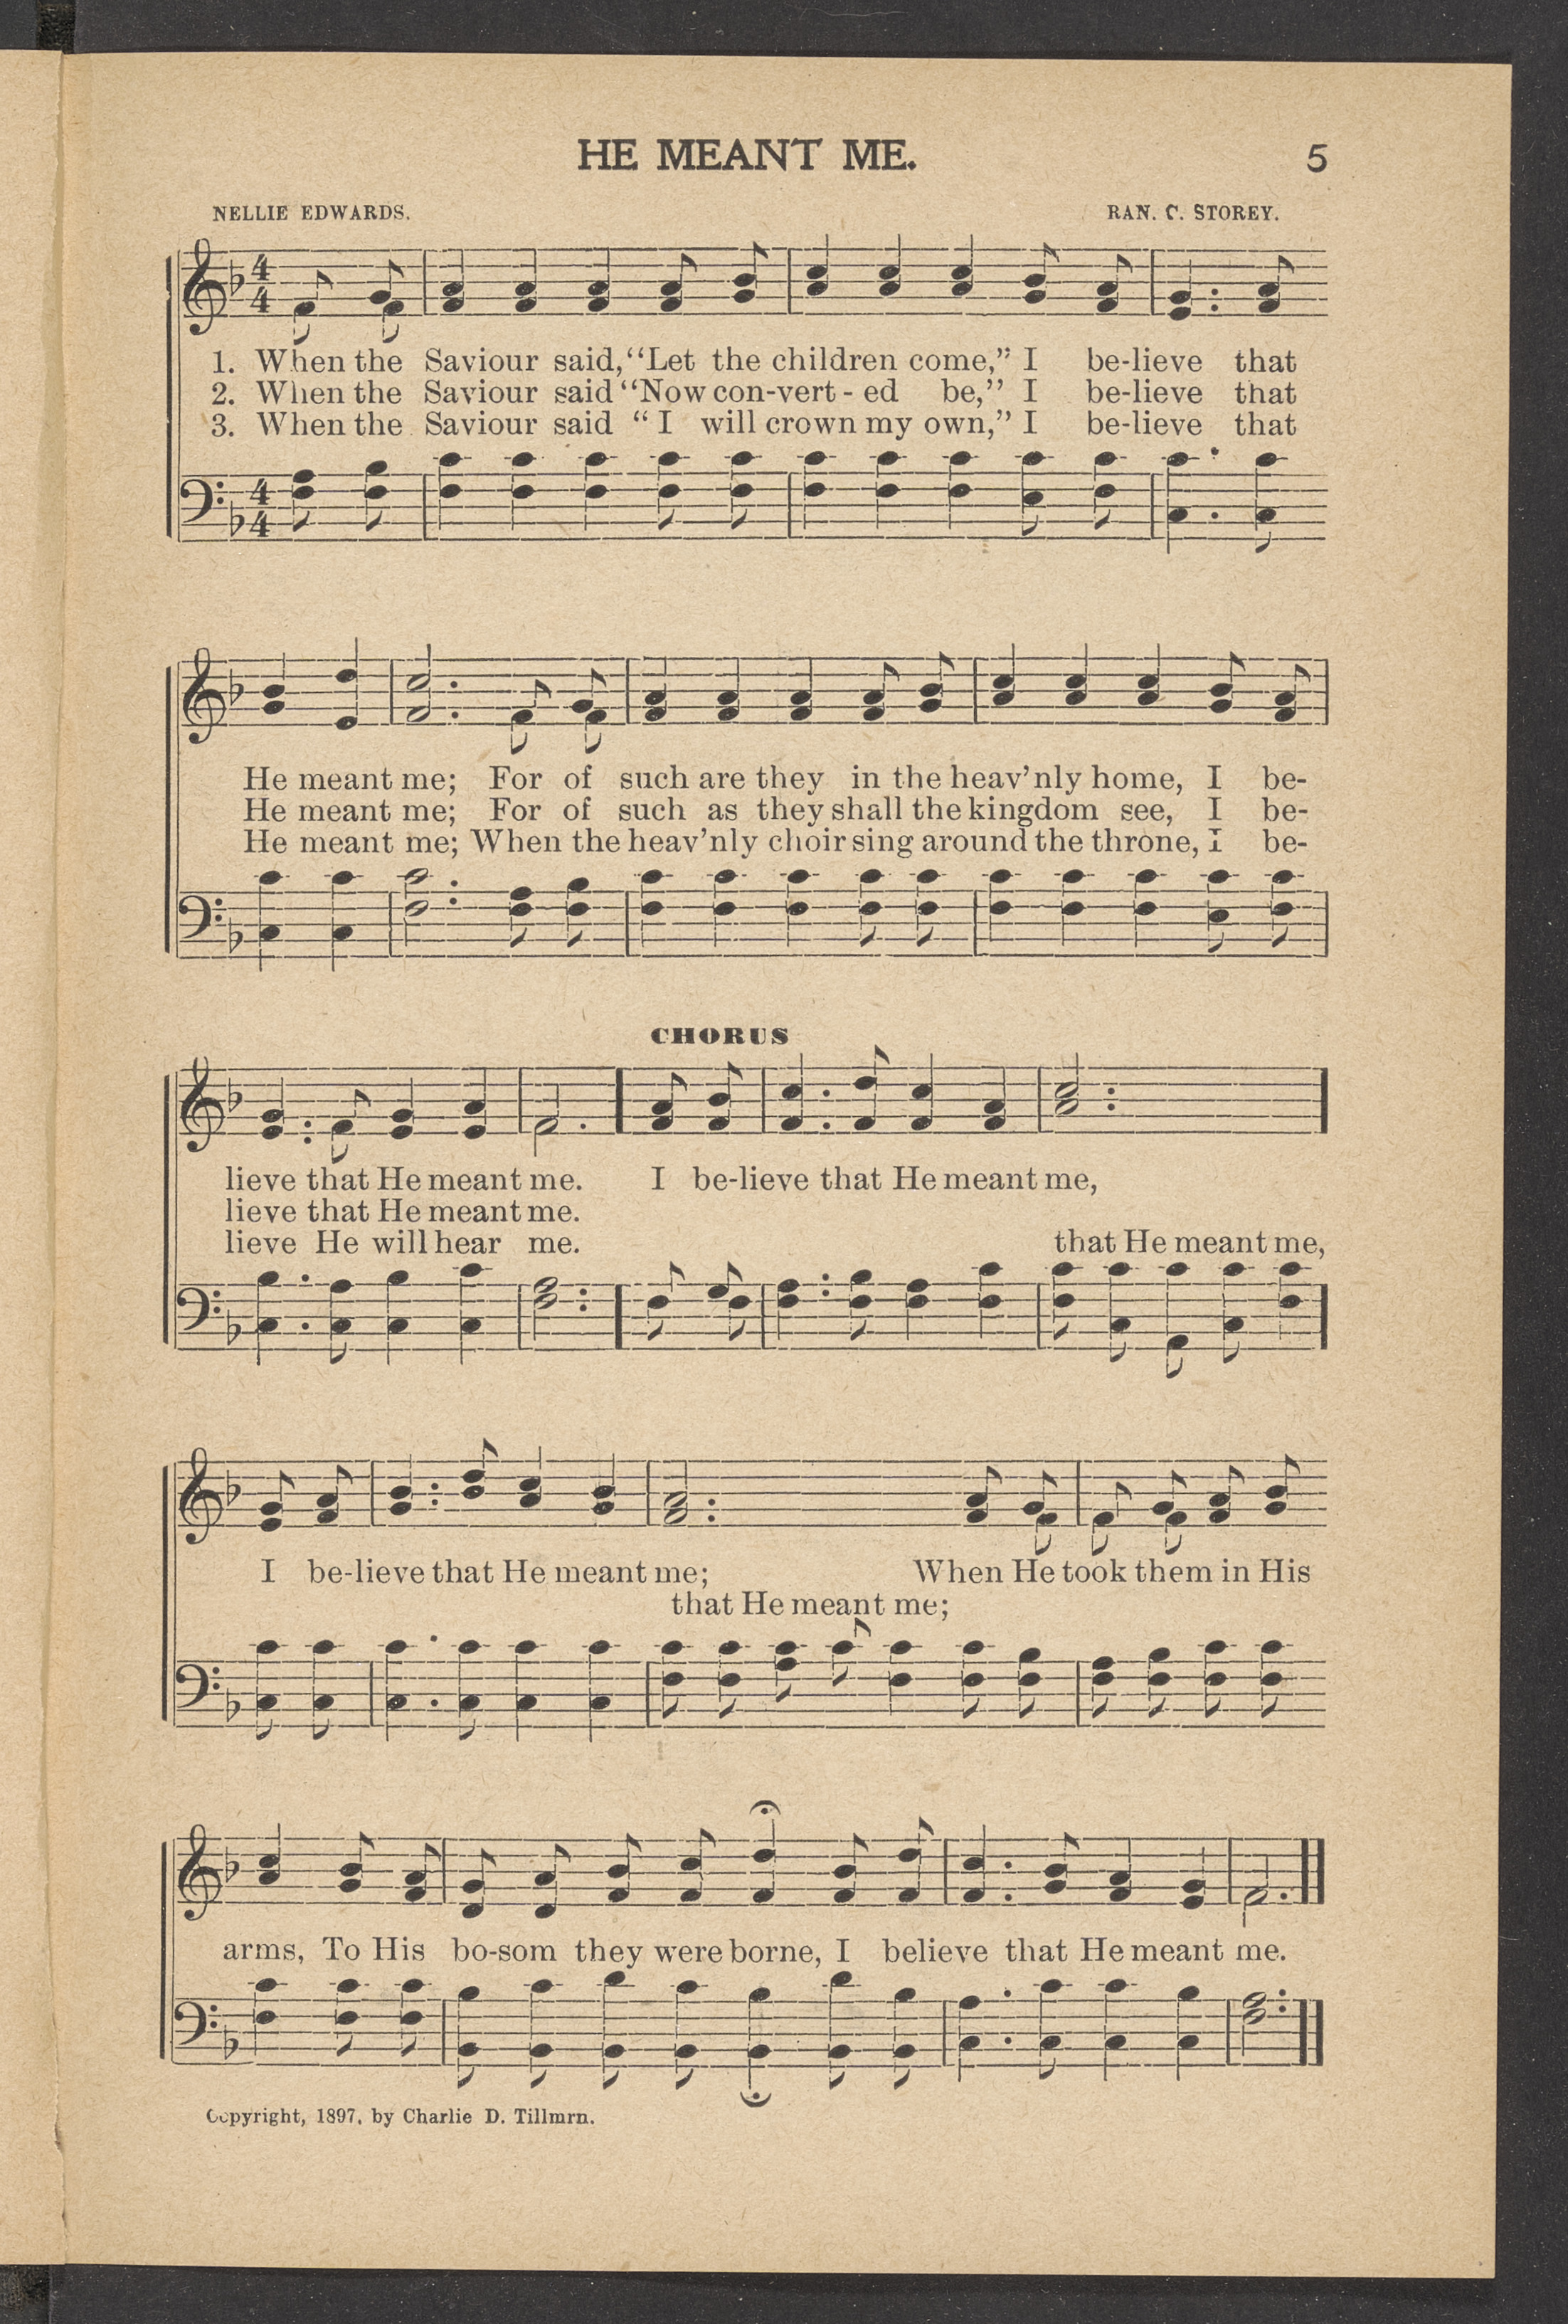 HE MEANT ME.
5
NELLIE EDWARDS.
RAN. C. STOREY.
4 4
1. When the Saviour said, “Let the children come,” I be-lieve that
2. When the Saviour said “Now con-vert - ed be,” I be-lieve that
3. When the Saviour said “ I will crown my own,” I be-lieve that
4 4
He meant me; For of such are they in the heav’nly home, I be-
He meant me; For of such as they shall the kingdom see, I be-
He meant me; When the heav’nly choir sing around the throne, I be-
CHORUS
lieve that He meant me. I be-lieve that He meant me,
lieve that He meant me.
lieve He will hear me. that He meant me,
I be-lieve that He meant me; When He took them in His
that He meant me;
arms, To His bo-som they were borne, I believe that He meant me.
Copyright, 1897, by Charlie D. Tillmrn.